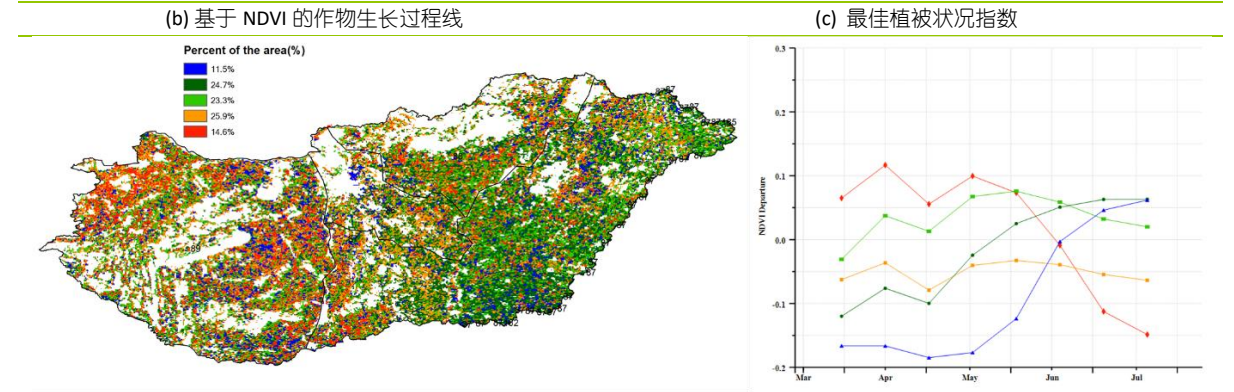 (b) 基于 NDVI 的作物生长过程线
(c) 最佳植被状况指数
Percent of the area(%)
11.5%
24.7%
23.3%
25.9%
14.6%
0.3
0.2
0.1
0.0
-0.1
-0.2
NDVI Departure
Mar
Apr
May
Jun
Jul